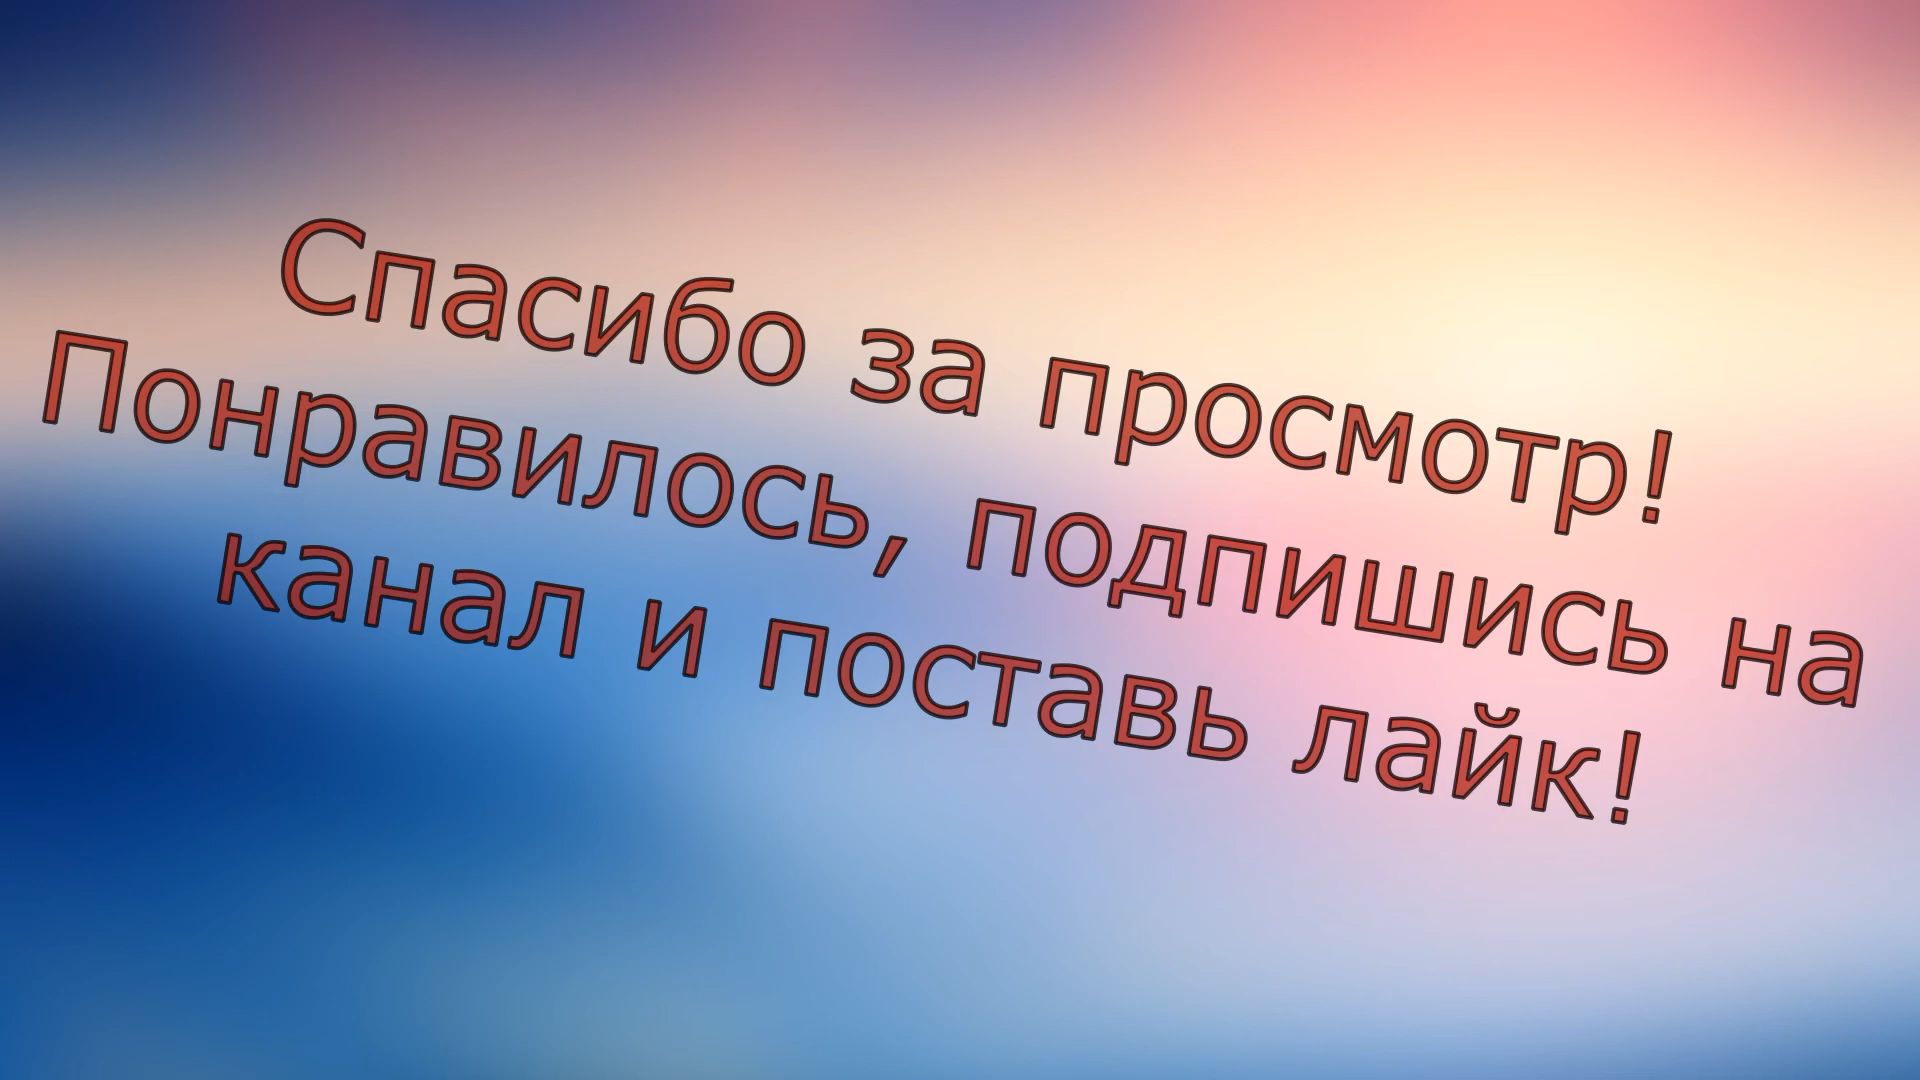 Спасибо за просмотр!
Понравилось, подпишись на
канал и поставь лайк!